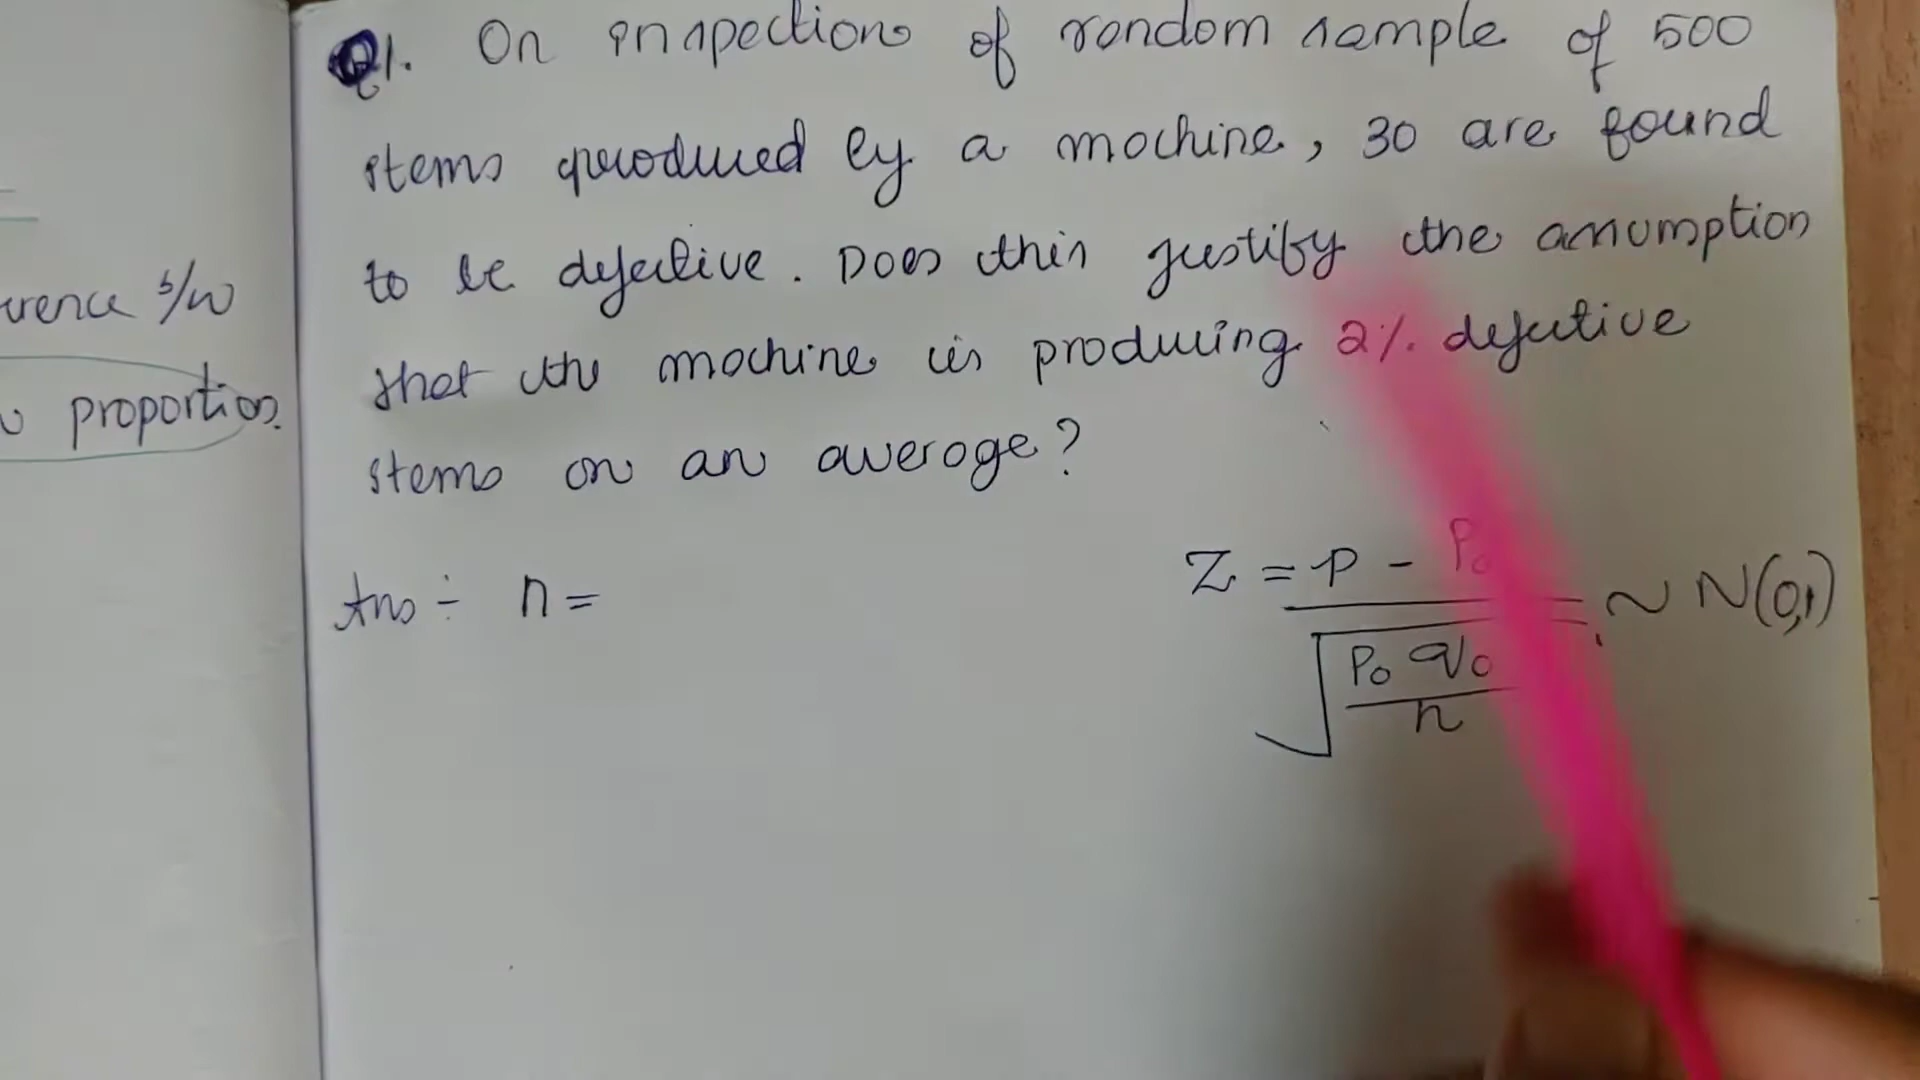 Q1. On inspection of random sample of 500
items produced by a machine, 30 are found
to be defective. Does this justify the assumption
that the machine is producing 2% defective
items on an average?
Ans ÷ n =
Z = p - P₀
√ P₀ q₀ / n
~ N(0,1)
b/w
proportion.